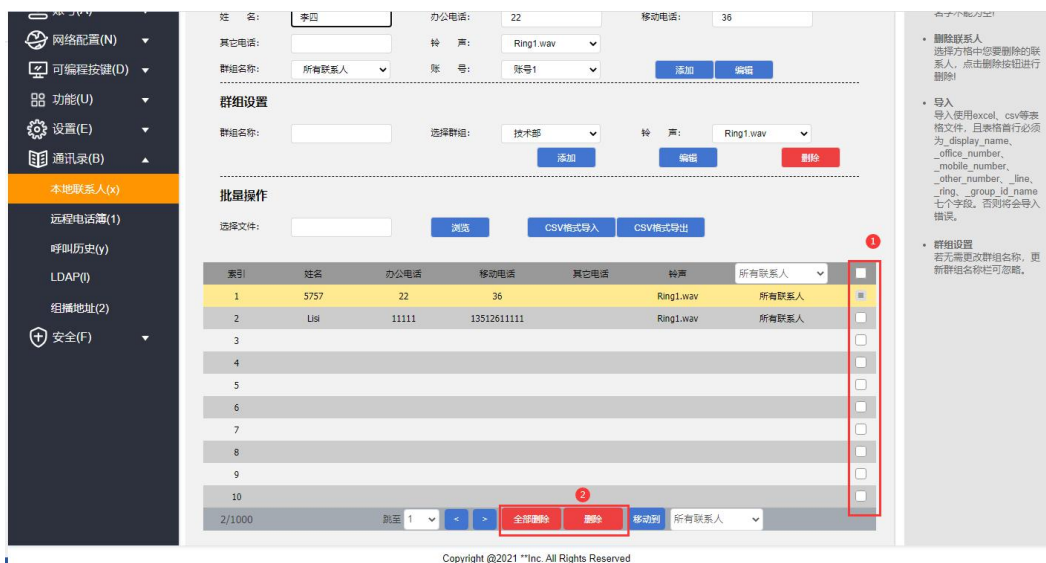 网络配置(N)
可编程按键(D)
功能(U)
设置(E)
通讯录(B)
本地联系人(x)
远程电话簿(1)
呼叫历史(y)
LDAP(l)
组播地址(2)
安全(F)
姓 名: 李四 办公电话: 22 移动电话: 36
其它电话: 铃 声: Ring1.wav
群组名称: 所有联系人 账 号: 账号1 添加 编辑
群组设置
群组名称: 选择群组: 技术部 铃 声: Ring1.wav
添加 编辑 删除
批量操作
选择文件: 浏览 CSV格式导入 CSV格式导出
1
索引 姓名 办公电话 移动电话 其它电话 铃声 所有联系人
1 5757 22 36 Ring1.wav 所有联系人
2 Lisi 11111 13512611111 Ring1.wav 所有联系人
3
4
5
6
7
8
9
10
2
2/1000 跳至 1 < > 全部删除 删除 移动到 所有联系人
名字不能为空!
• 删除联系人
选择方格中您要删除的联
系人，点击删除按钮进行
删除!
• 导入
导入使用excel、csv等表
格文件，且表格首行必须
为_display_name、
_office_number、
_mobile_number、
_other_number、_line、
_ring、_group_id_name
七个字段。否则将会导入
错误。
• 群组设置
若无需更改群组名称，更
新群组名称栏可忽略。
Copyright @2021 **Inc. All Rights Reserved